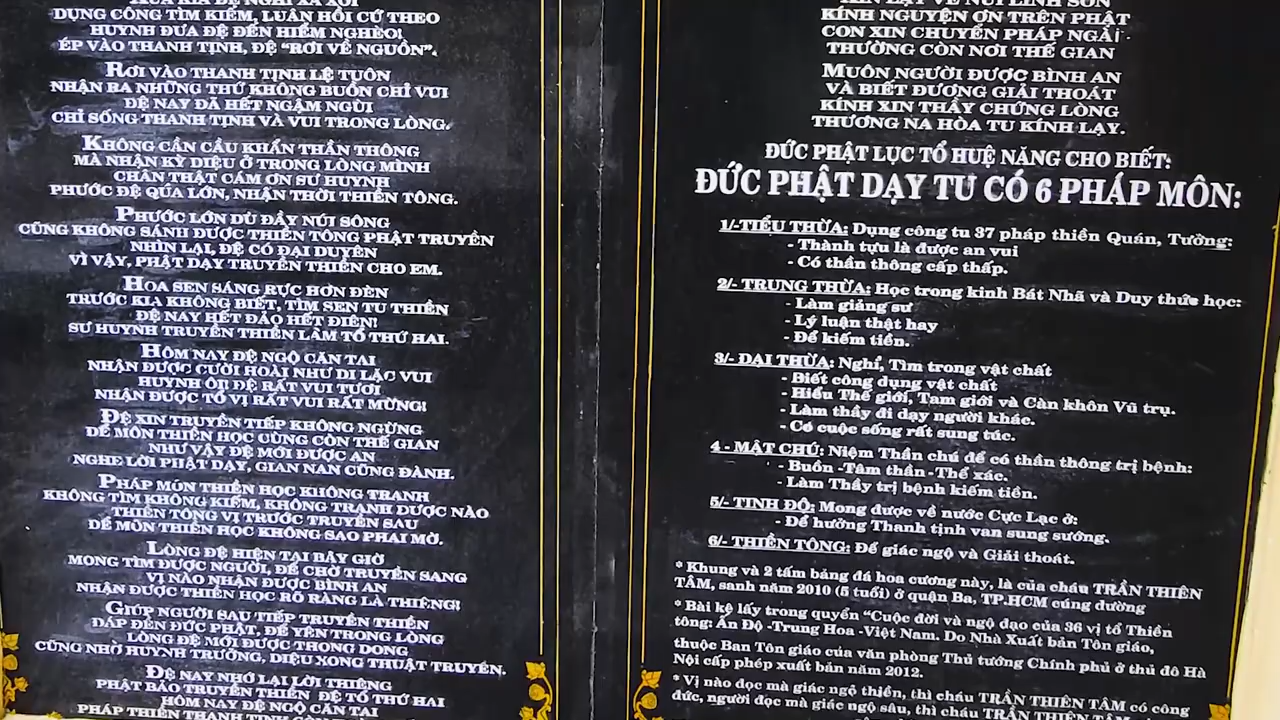 XƯA KIA ĐỆ NGHĨ XA XÔI
DỤNG CÔNG TÌM KIẾM, LUÂN HỒI CỨ THEO
HUYNH ĐƯA ĐỆ ĐẾN HIỂM NGHÈO!
ÉP VÀO THANH TỊNH, ĐỆ “RƠI VỀ NGUỒN”.
RƠI VÀO THANH TỊNH LỆ TUÔN
NHẬN RA NHỮNG THỨ KHÔNG BUỒN CHỈ VUI
ĐỆ NAY ĐÃ HẾT NGẬM NGÙI
CHỈ SỐNG THANH TỊNH VÀ VUI TRONG LÒNG.
KHÔNG CẦN CẦU KHẨN THẦN THÔNG
MÀ NHẬN KỲ DIỆU Ở TRONG LÒNG MÌNH
CHÂN THẬT CÁM ƠN SƯ HUYNH
PHƯỚC ĐỆ QÚA LỚN, NHẬN THỜI THIỀN TÔNG.
PHƯỚC LỚN DÙ ĐẦY NÚI SÔNG
CŨNG KHÔNG SÁNH ĐƯỢC THIỀN TÔNG PHẬT TRUYỀN
NHÌN LẠI, ĐỆ CÓ ĐẠI DUYÊN
VÌ VẬY, PHẬT DẠY TRUYỀN THIỀN CHO EM.
HOA SEN SÁNG RỰC HƠN ĐÈN
TRƯỚC KIA KHÔNG BIẾT, TÌM SEN TU THIỀN
ĐỆ NAY HẾT ĐẢO HẾT ĐIÊN!
SƯ HUYNH TRUYỀN THIỀN LÀM TỔ THỨ HAI.
HÔM NAY ĐỆ NGỘ CĂN TAI
NHẬN ĐƯỢC CƯỜI HOÀI NHƯ DI LẶC VUI
HUYNH ƠI! ĐỆ RẤT VUI TƯƠI
NHẬN ĐƯỢC TỔ VỊ RẤT VUI RẤT MỪNG!
ĐỆ XIN TRUYỀN TIẾP KHÔNG NGỪNG
ĐỂ MÔN THIỀN HỌC CÙNG CÒN THẾ GIAN
NHƯ VẬY ĐỆ MỚI ĐƯỢC AN
NGHE LỜI PHẬT DẠY, GIAN NAN CŨNG ĐÀNH.
PHÁP MÔN THIỀN HỌC KHÔNG TRANH
KHÔNG TÌM KHÔNG KIẾM, KHÔNG TRANH ĐƯỢC NÀO
THIỀN TÔNG VỊ TRƯỚC TRUYỀN SAU
ĐỂ MÔN THIỀN HỌC KHÔNG SAO PHAI MỜ.
LÒNG ĐỆ HIỆN TẠI BÂY GIỜ
MONG TÌM ĐƯỢC NGƯỜI, ĐỂ CHỜ TRUYỀN SANG
VỊ NÀO NHẬN ĐƯỢC BÌNH AN
NHẬN ĐƯỢC THIỀN HỌC RÕ RÀNG LÀ THIÊNG!
GIÚP NGƯỜI SAU TIẾP TRUYỀN THIỀN
ĐÁP ĐỀN ĐỨC PHẬT, ĐỂ YÊN TRONG LÒNG
LÒNG ĐỆ MỚI ĐƯỢC THONG DONG
CŨNG NHỜ HUYNH TRƯỞNG, DIỆU XONG THUẬT TRUYỀN.
ĐỆ NAY NHỚ LẠI LỜI THIÊNG
PHẬT BẢO TRUYỀN THIỀN ĐỆ TỔ THỨ HAI
HÔM NAY ĐỆ NGỘ CĂN TAI
PHÁP THIỀN THANH TỊNH
LẠY VỀ NÚI LINH SƠN
KÍNH NGUYỆN ƠN TRÊN PHẬT
CON XIN CHUYỂN PHÁP NGÀI
THƯỜNG CÒN NƠI THẾ GIAN
MUÔN NGƯỜI ĐƯỢC BÌNH AN
VÀ BIẾT ĐƯƠNG GIẢI THOÁT
KÍNH XIN THẦY CHỨNG LÒNG
THƯƠNG NA HÒA TU KÍNH LẠY.
ĐỨC PHẬT LỤC TỔ HUỆ NĂNG CHO BIẾT:
ĐỨC PHẬT DẠY TU CÓ 6 PHÁP MÔN:
1/-TIỂU THỪA: Dụng công tu 37 pháp thiền Quán, Tưởng:
- Thành tựu là được an vui
- Có thần thông cấp thấp.
2/- TRUNG THỪA: Học trong kinh Bát Nhã và Duy thức học:
- Làm giảng sư
- Lý luận thật hay
- Để kiếm tiền.
3/- ĐẠI THỪA: Nghỉ, Tìm trong vật chất
- Biết công dụng vật chất
- Hiểu Thế giới, Tam giới và Càn khôn Vũ trụ.
- Làm thầy đi dạy người khác.
- Có cuộc sống rất sung túc.
4 - MẬT CHÚ: Niệm Thần chú để có thần thông trị bệnh:
- Buồn -Tâm thần -Thể xác.
- Làm Thầy trị bệnh kiếm tiền.
5/- TỊNH ĐỘ: Mong được về nước Cực Lạc ở:
- Để hưởng Thanh tịnh vạn sung sướng.
6/- THIỀN TÔNG: Để giác ngộ và Giải thoát.
* Khung và 2 tấm bảng đá hoa cương này, là của cháu TRẦN THIÊN
TÂM, sanh năm 2010 (5 tuổi) ở quận Ba, TP.HCM cúng dường
* Bài kệ lấy trong quyển “Cuộc đời và ngộ đạo của 36 vị tổ Thiền
tông: Ấn Độ -Trung Hoa -Việt Nam. Do Nhà Xuất bản Tôn giáo,
thuộc Ban Tôn giáo của văn phòng Thủ tướng Chính phủ ở thủ đô Hà
Nội cấp phép xuất bản năm 2012.
* Vị nào đọc mà giác ngộ thiền, thì cháu TRẦN THIÊN TÂM có công
đức, người đọc mà giác ngộ sâu, thì cháu TRẦN THIÊN TÂM